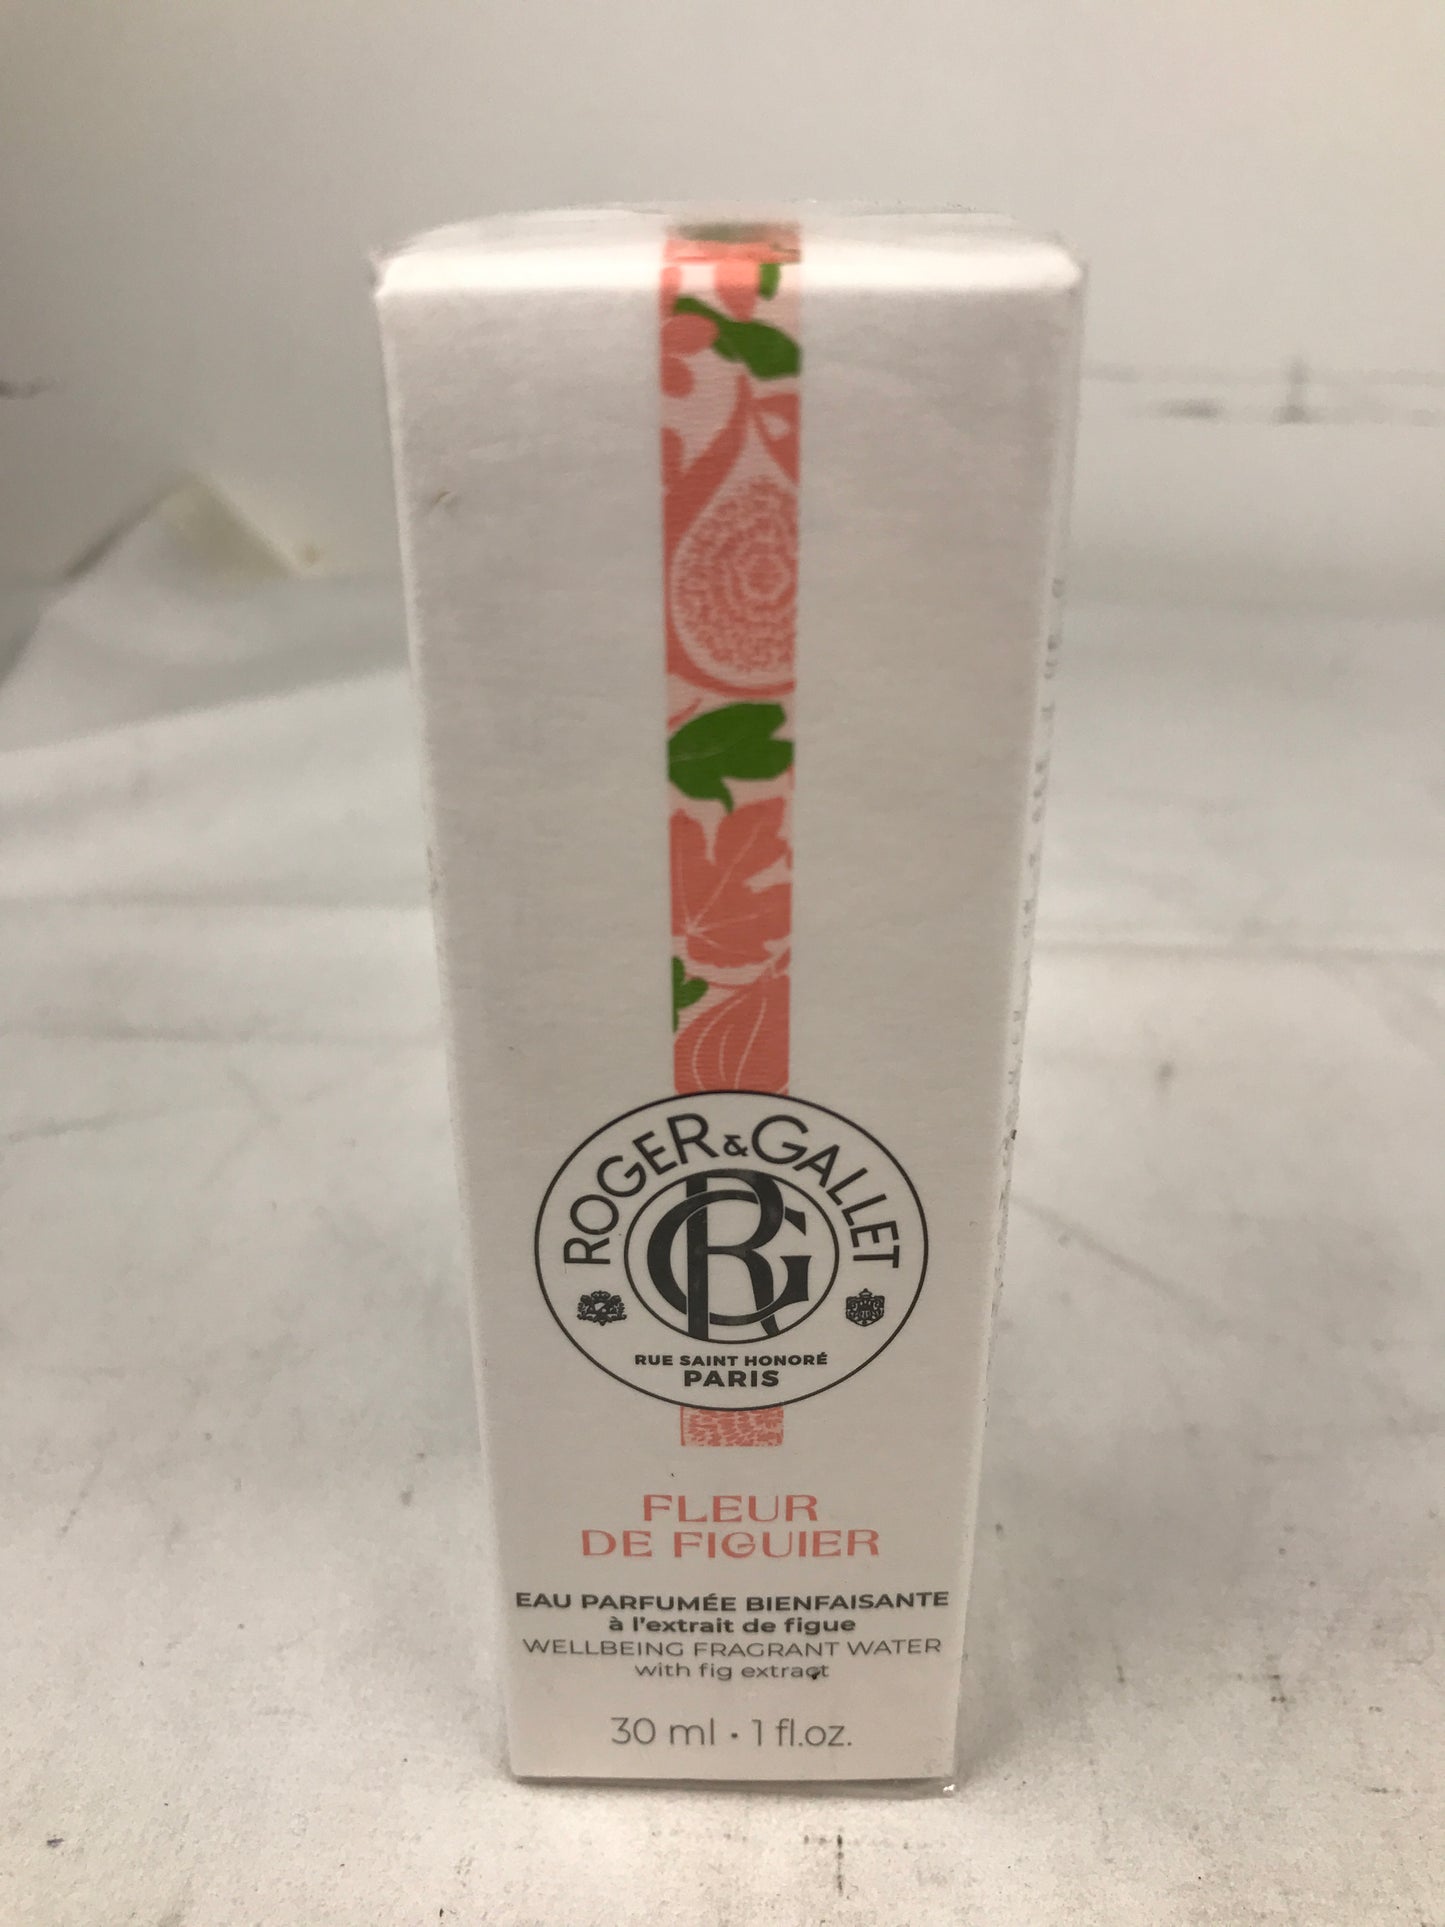 ROGER & GALLET
RG
RUE SAINT HONORÉ
PARIS
FLEUR
DE FIGUIER
EAU PARFUMÉE BIENFAISANTE
à l'extrait de figue
WELLBEING FRAGRANT WATER
with fig extract
30 ml • 1 fl.oz.